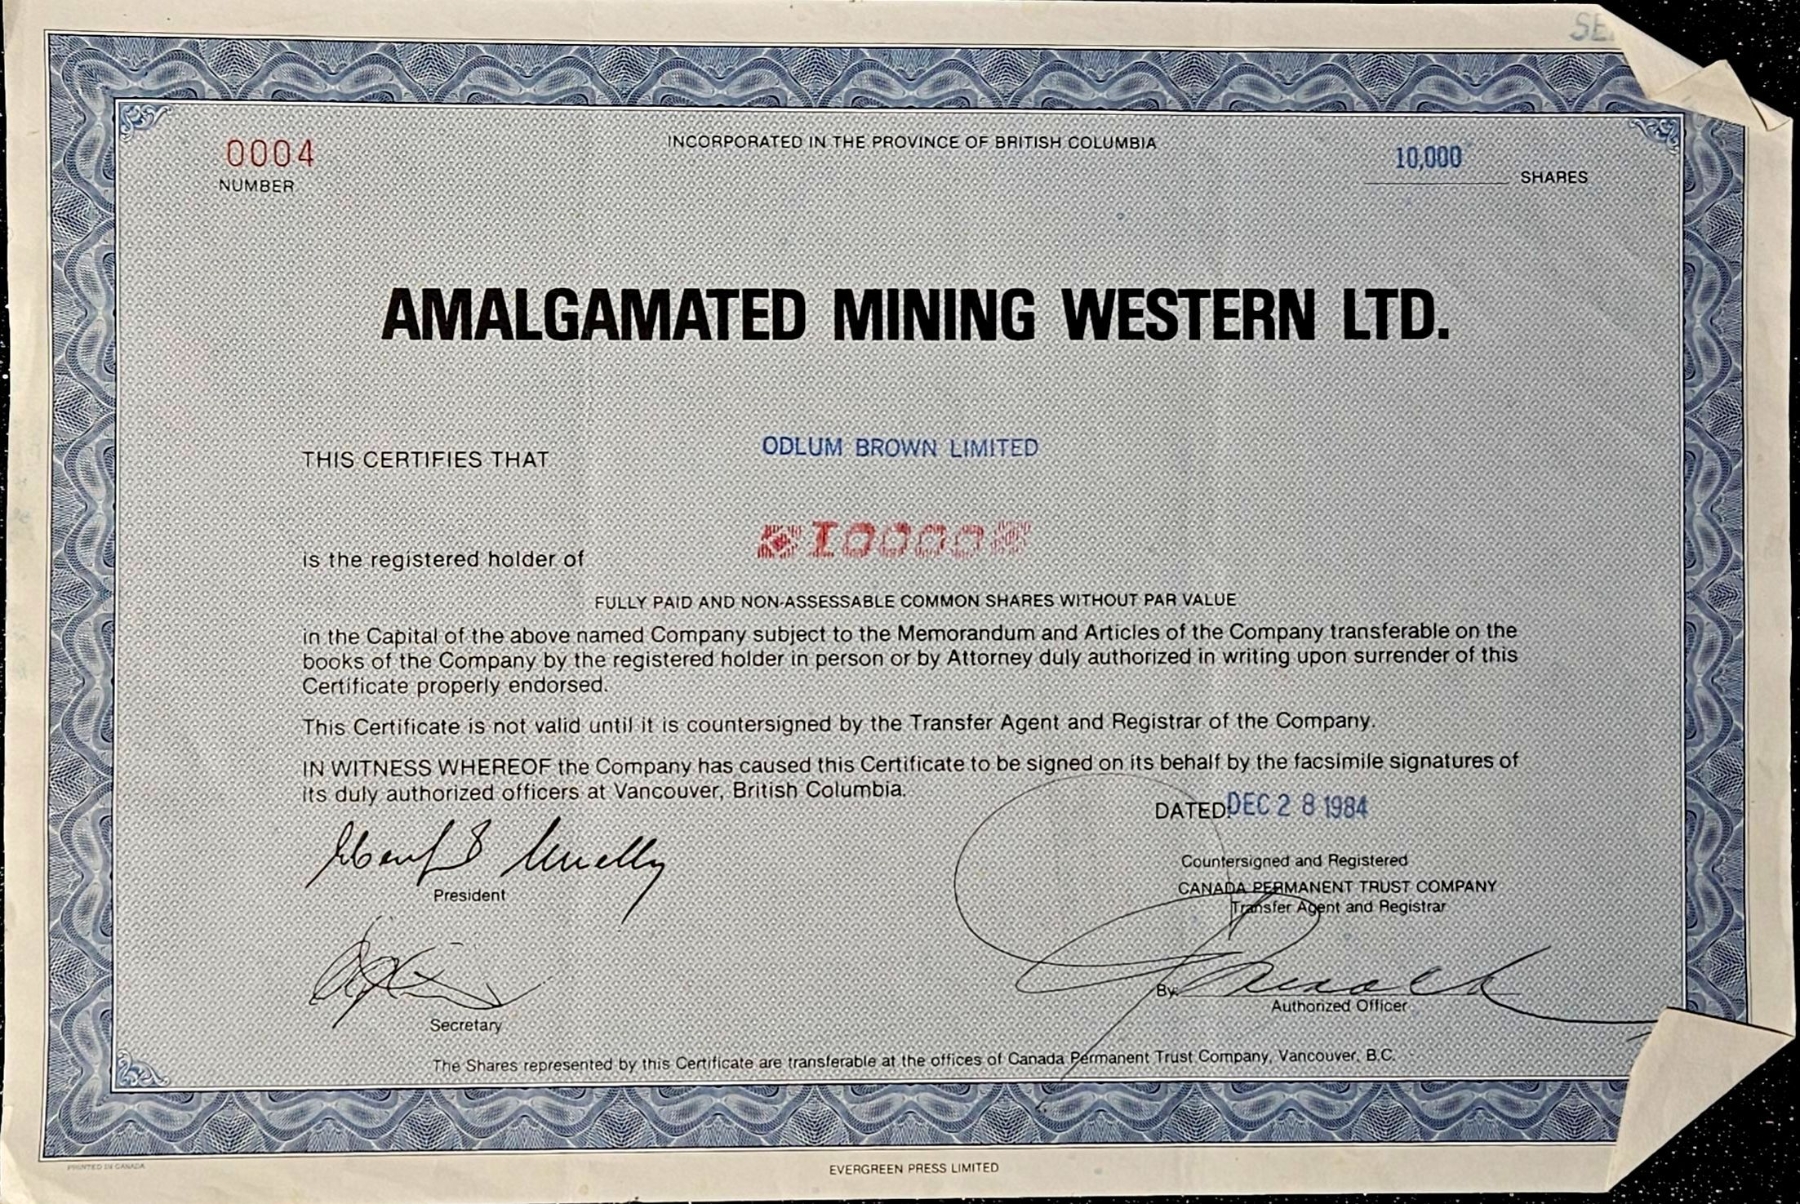 SE
0004
NUMBER
INCORPORATED IN THE PROVINCE OF BRITISH COLUMBIA
10,000
SHARES
AMALGAMATED MINING WESTERN LTD.
THIS CERTIFIES THAT
ODLUM BROWN LIMITED
is the registered holder of
10000
FULLY PAID AND NON-ASSESSABLE COMMON SHARES WITHOUT PAR VALUE
in the Capital of the above named Company subject to the Memorandum and Articles of the Company transferable on the
books of the Company by the registered holder in person or by Attorney duly authorized in writing upon surrender of this
Certificate properly endorsed.
This Certificate is not valid until it is countersigned by the Transfer Agent and Registrar of the Company.
IN WITNESS WHEREOF the Company has caused this Certificate to be signed on its behalf by the facsimile signatures of
its duly authorized officers at Vancouver, British Columbia.
DATED DEC 28 1984
President
Countersigned and Registered
CANADA PERMANENT TRUST COMPANY
Transfer Agent and Registrar
By
Authorized Officer
Secretary
The Shares represented by this Certificate are transferable at the offices of Canada Permanent Trust Company, Vancouver, B.C.
PRINTED IN CANADA
EVERGREEN PRESS LIMITED